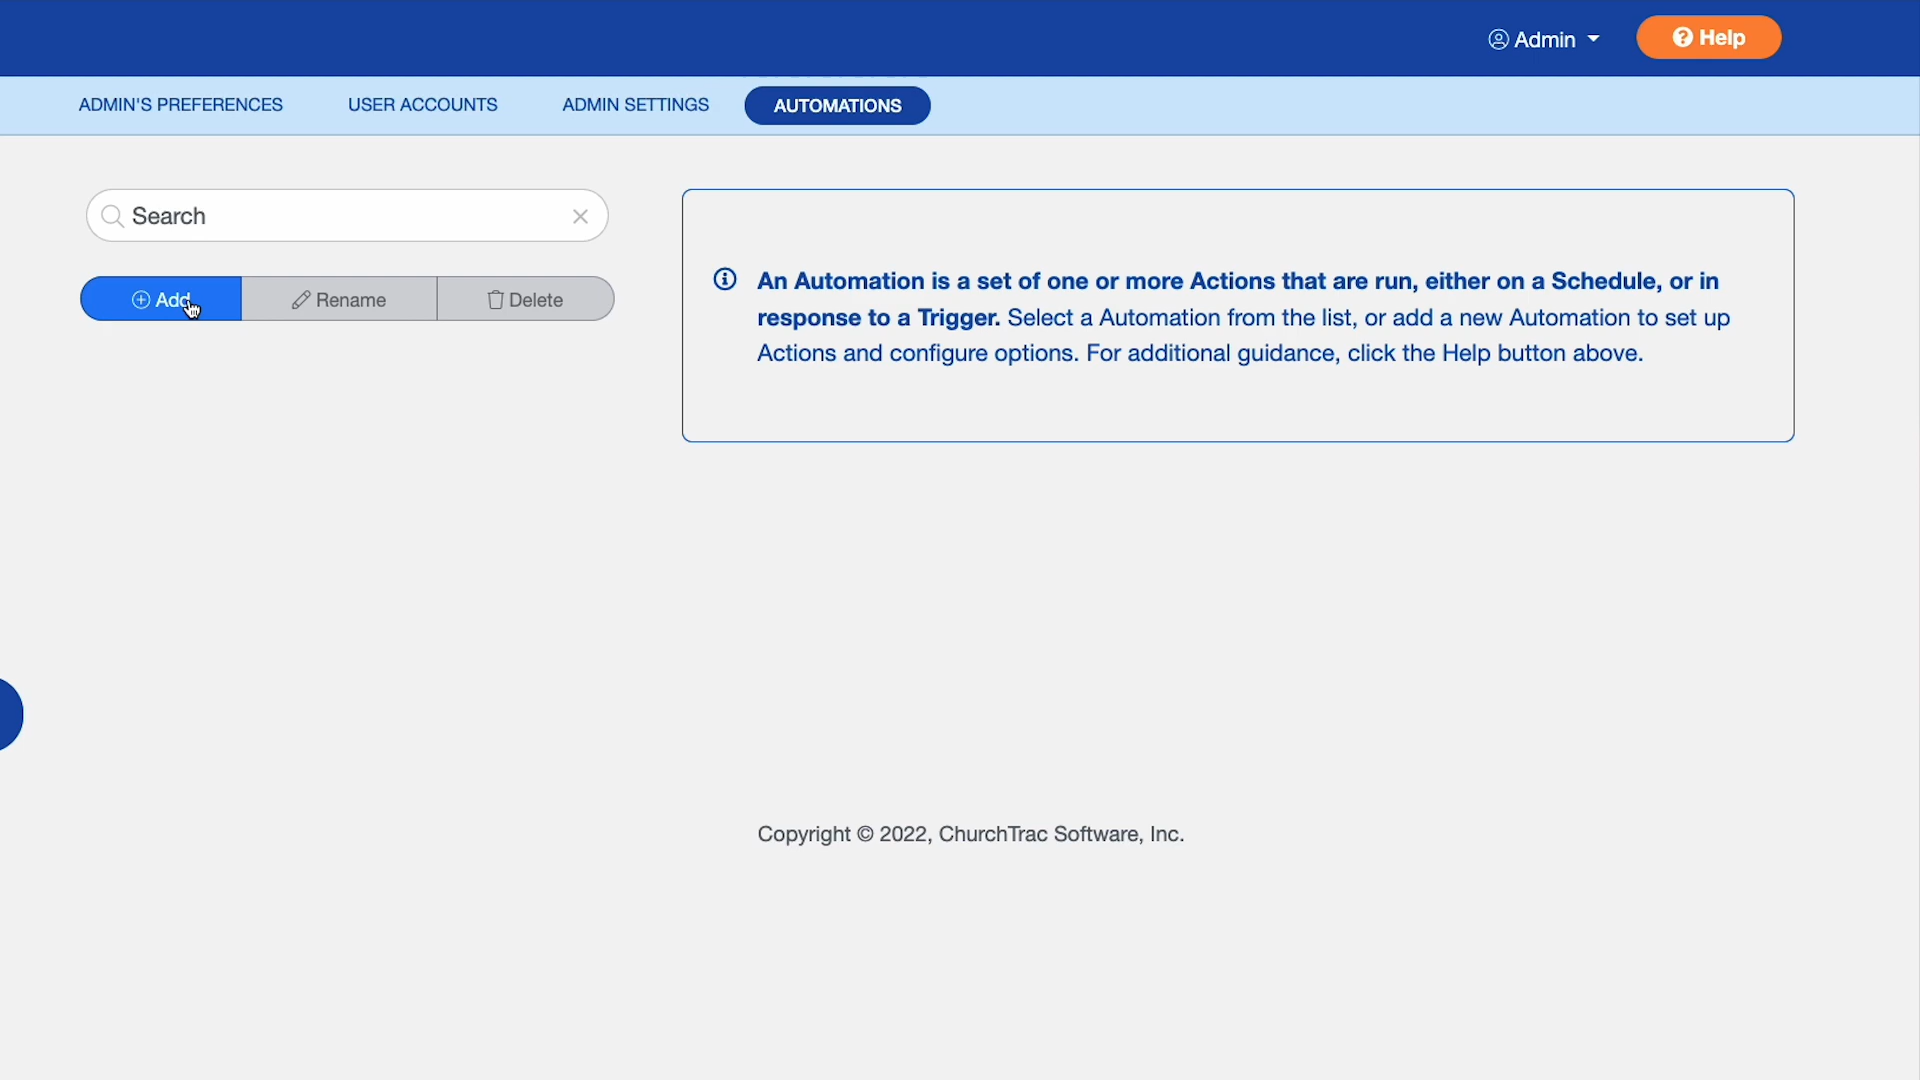 Admin
Help
ADMIN'S PREFERENCES
USER ACCOUNTS
ADMIN SETTINGS
AUTOMATIONS
Search
Add
Rename
Delete
An Automation is a set of one or more Actions that are run, either on a Schedule, or in
response to a Trigger. Select a Automation from the list, or add a new Automation to set up
Actions and configure options. For additional guidance, click the Help button above.
Copyright © 2022, ChurchTrac Software, Inc.